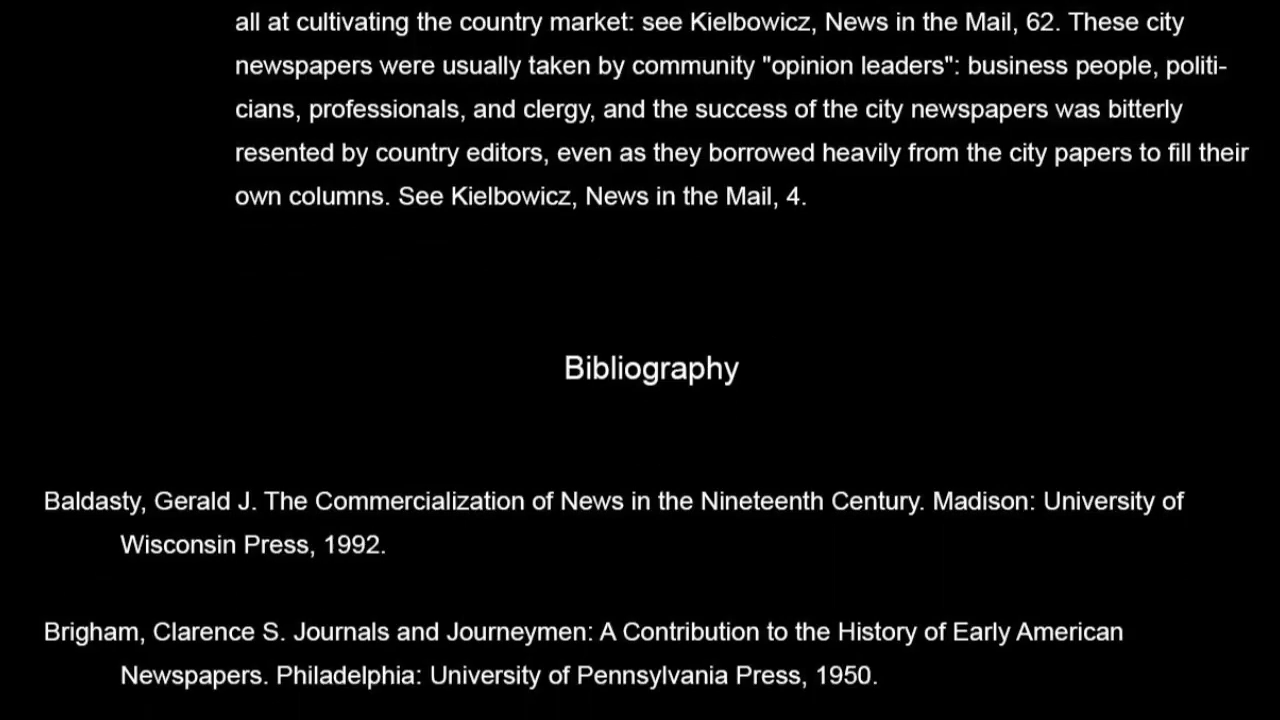 all at cultivating the country market: see Kielbowicz, News in the Mail, 62. These city
newspapers were usually taken by community "opinion leaders": business people, politi-
cians, professionals, and clergy, and the success of the city newspapers was bitterly
resented by country editors, even as they borrowed heavily from the city papers to fill their
own columns. See Kielbowicz, News in the Mail, 4.
Bibliography
Baldasty, Gerald J. The Commercialization of News in the Nineteenth Century. Madison: University of
Wisconsin Press, 1992.
Brigham, Clarence S. Journals and Journeymen: A Contribution to the History of Early American
Newspapers. Philadelphia: University of Pennsylvania Press, 1950.